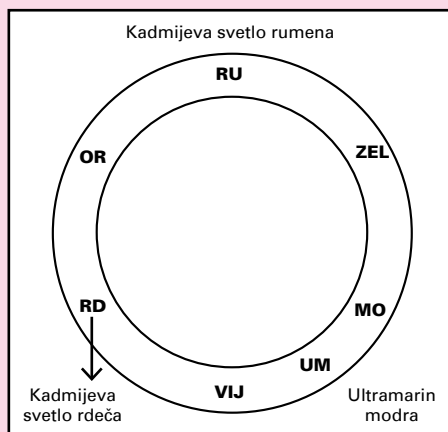 Kadmijeva svetlo rumena
RU
OR
ZEL
RD
MO
UM
VIJ
Kadmijeva
svetlo rdeča
Ultramarin
modra